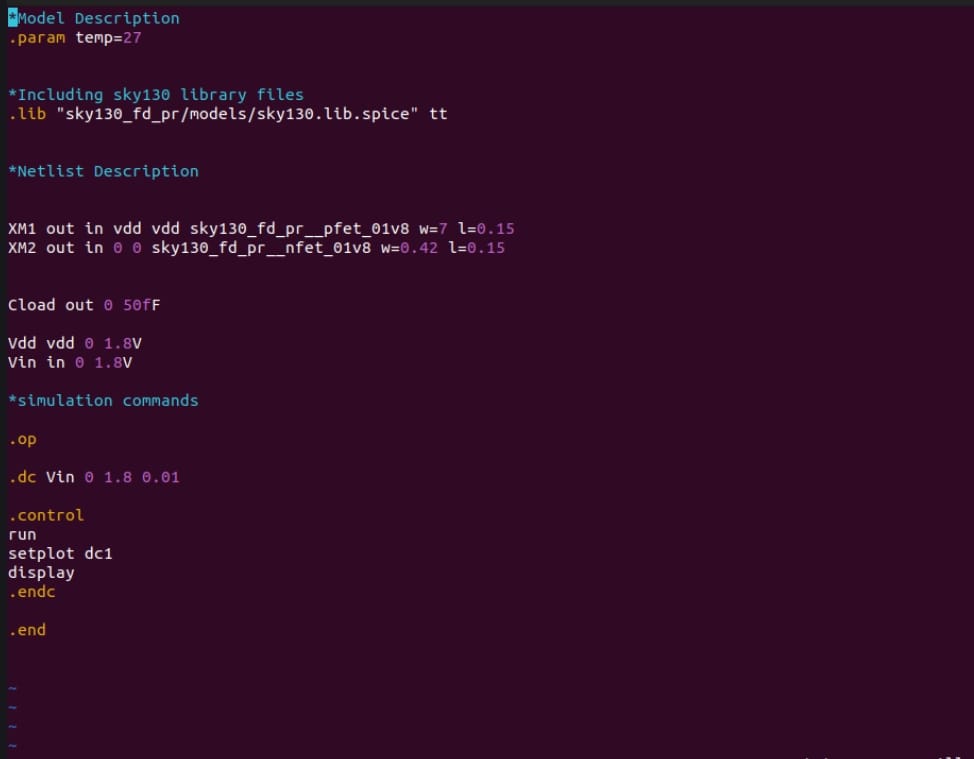 *Model Description
.param temp=27
*Including sky130 library files
.lib "sky130_fd_pr/models/sky130.lib.spice" tt
*Netlist Description
XM1 out in vdd vdd sky130_fd_pr__pfet_01v8 w=7 l=0.15
XM2 out in 0 0 sky130_fd_pr__nfet_01v8 w=0.42 l=0.15
Cload out 0 50fF
Vdd vdd 0 1.8V
Vin in 0 1.8V
*simulation commands
.op
.dc Vin 0 1.8 0.01
.control
run
setplot dc1
display
.endc
.end
~
~
~
~